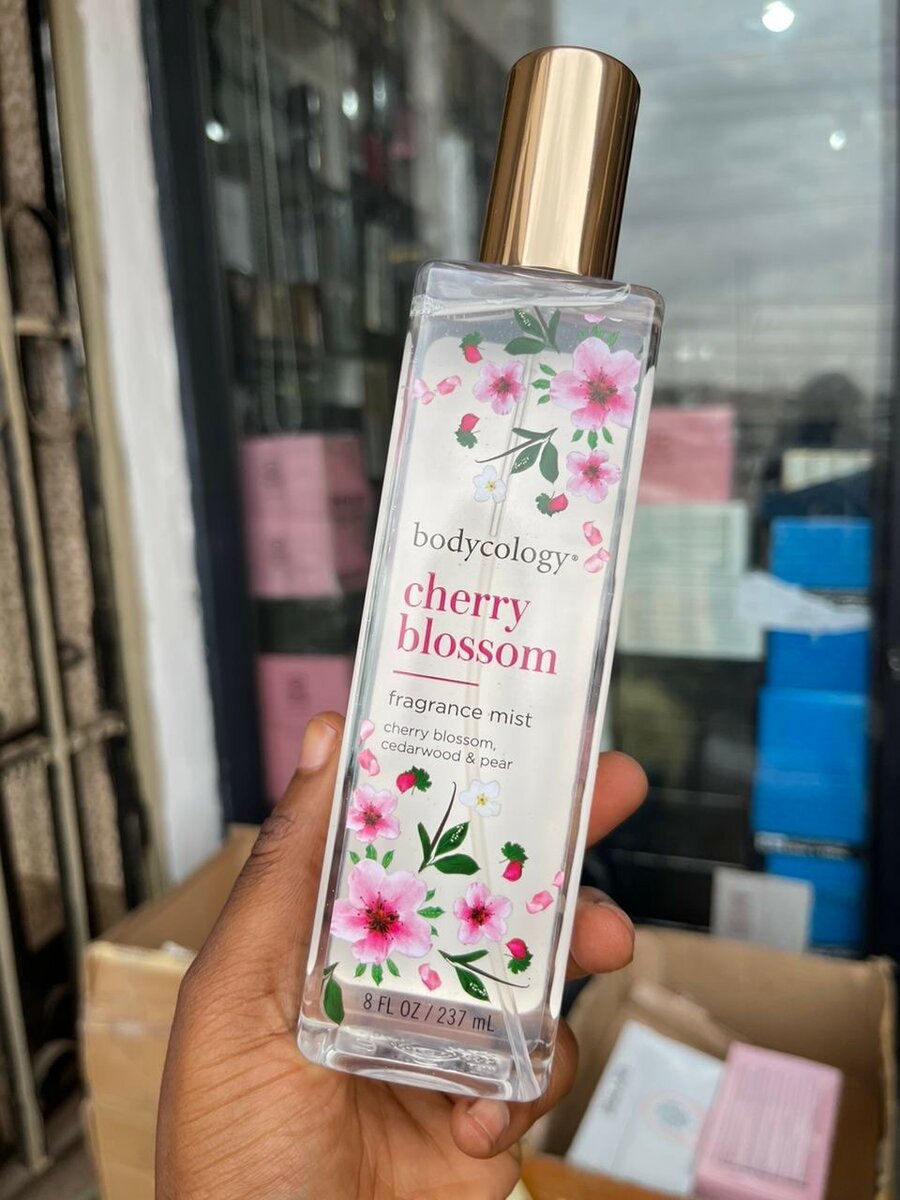 bodycology®
cherry
blossom
fragrance mist
cherry blossom,
cedarwood & pear
8 FL OZ / 237 mL